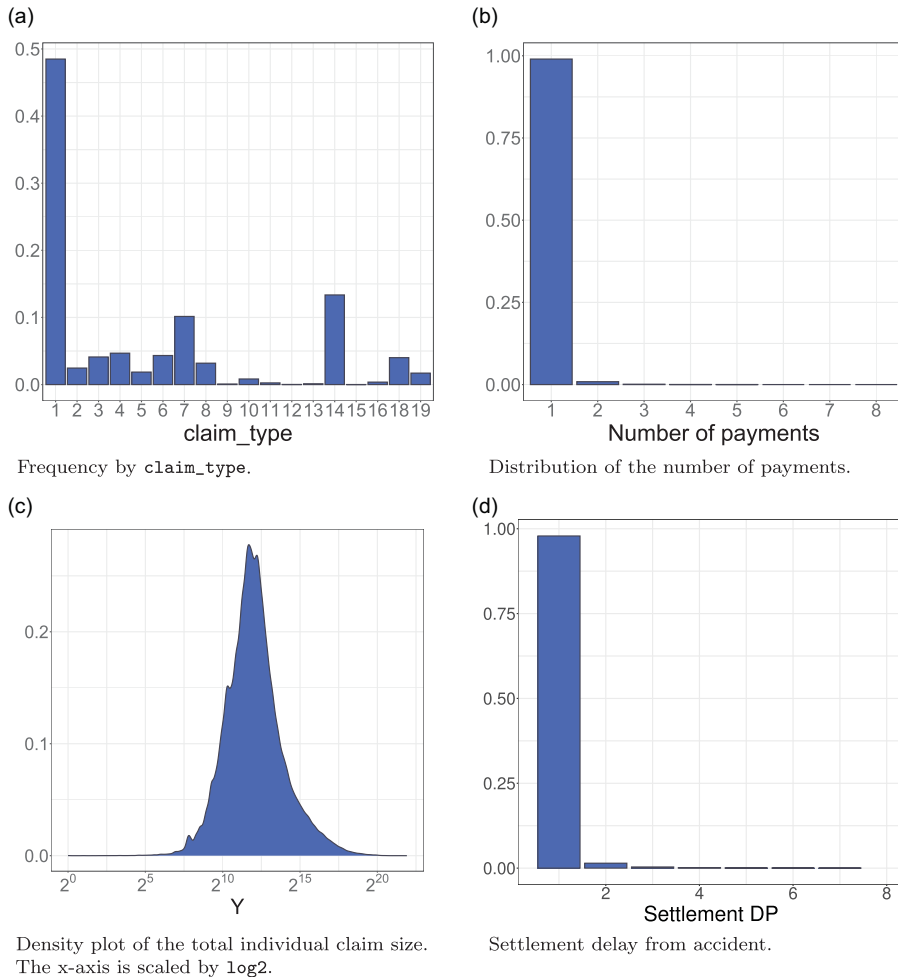 (a)
0.5
0.4
0.3
0.2
0.1
0.0
1 2 3 4 5 6 7 8 9 10 11 12 13 14 15 16 18 19
claim_type
Frequency by claim_type.
(b)
1.00
0.75
0.50
0.25
0.00
1 2 3 4 5 6 7 8
Number of payments
Distribution of the number of payments.
(c)
0.2
0.1
0.0
2^0 2^5 2^10 2^15 2^20
Y
Density plot of the total individual claim size.
The x-axis is scaled by log2.
(d)
1.00
0.75
0.50
0.25
0.00
2 4 6 8
Settlement DP
Settlement delay from accident.